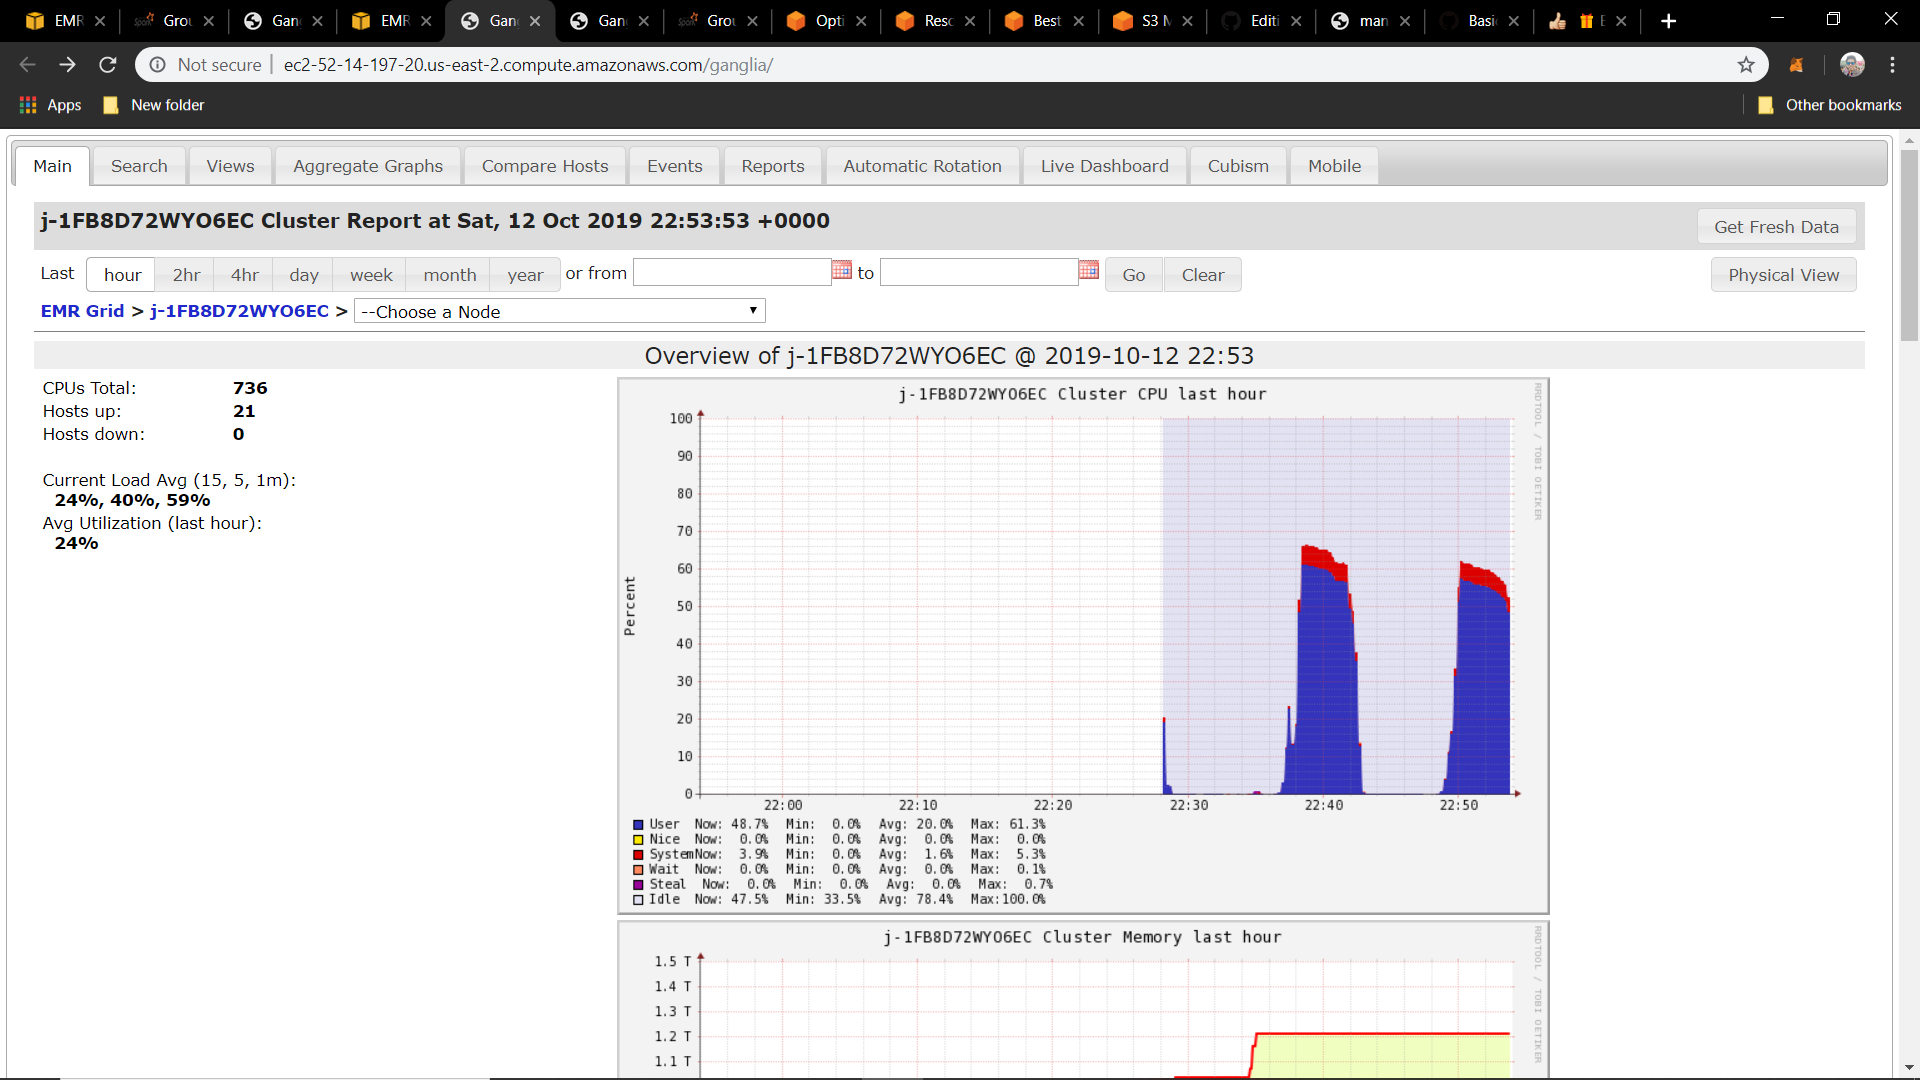 EMR Grou Gan EMR Gan Gan Grou Opti Resc Best S3 M Editi man Basic E
Not secure ec2-52-14-197-20.us-east-2.compute.amazonaws.com/ganglia/
Apps New folder Other bookmarks
Main Search Views Aggregate Graphs Compare Hosts Events Reports Automatic Rotation Live Dashboard Cubism Mobile
j-1FB8D72WYO6EC Cluster Report at Sat, 12 Oct 2019 22:53:53 +0000
Get Fresh Data
Last hour 2hr 4hr day week month year or from to Go Clear
Physical View
EMR Grid > j-1FB8D72WYO6EC > --Choose a Node
Overview of j-1FB8D72WYO6EC @ 2019-10-12 22:53
CPUs Total: 736
Hosts up: 21
Hosts down: 0
Current Load Avg (15, 5, 1m):
24%, 40%, 59%
Avg Utilization (last hour):
24%
j-1FB8D72WYO6EC Cluster CPU last hour
RRDTOOL / TOBI OETIKER
Percent
100
90
80
70
60
50
40
30
20
10
0
22:00 22:10 22:20 22:30 22:40 22:50
User Now: 48.7% Min: 0.0% Avg: 20.0% Max: 61.3%
Nice Now: 0.0% Min: 0.0% Avg: 0.0% Max: 0.0%
System Now: 3.9% Min: 0.0% Avg: 1.6% Max: 5.3%
Wait Now: 0.0% Min: 0.0% Avg: 0.0% Max: 0.1%
Steal Now: 0.0% Min: 0.0% Avg: 0.0% Max: 0.7%
Idle Now: 47.5% Min: 33.5% Avg: 78.4% Max:100.0%
j-1FB8D72WYO6EC Cluster Memory last hour
RRDTOOL / TOBI OETIKER
1.5 T
1.4 T
1.3 T
1.2 T
1.1 T